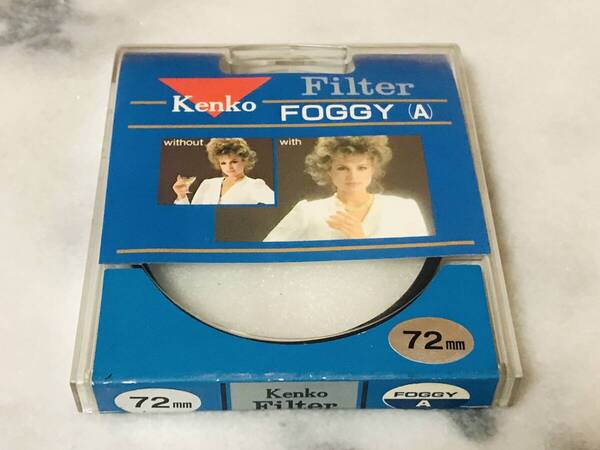 Kenko
Filter
FOGGY (A)
without
with
72mm
72mm
Kenko
Filter
FOGGY
A